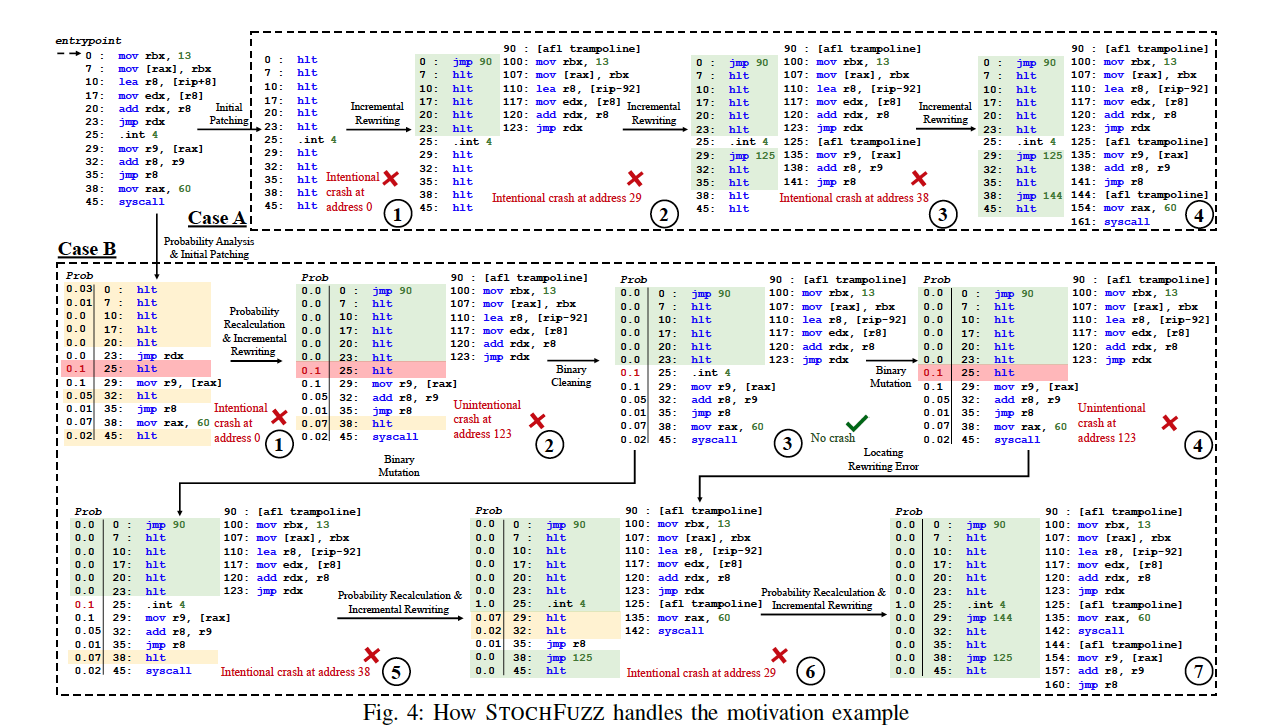 entrypoint
0 : mov rbx, 13
7 : mov [rax], rbx
10: lea r8, [rip+8]
17: mov edx, [r8]
20: add rdx, r8
23: jmp rdx
25: .int 4
29: mov r9, [rax]
32: add r8, r9
35: jmp r8
38: mov rax, 60
45: syscall
Initial
Patching
Case A
0 : hlt
7 : hlt
10: hlt
17: hlt
20: hlt
23: hlt
25: .int 4
29: hlt
32: hlt
35: hlt
38: hlt
45: hlt
Intentional
crash at
address 0
1
Incremental
Rewriting
0 : jmp 90
7 : hlt
10: hlt
17: hlt
20: hlt
23: hlt
25: .int 4
29: hlt
32: hlt
35: hlt
38: hlt
45: hlt
90 : [afl trampoline]
100: mov rbx, 13
107: mov [rax], rbx
110: lea r8, [rip-92]
117: mov edx, [r8]
120: add rdx, r8
123: jmp rdx
Intentional crash at address 29
2
Incremental
Rewriting
0 : jmp 90
7 : hlt
10: hlt
17: hlt
20: hlt
23: hlt
25: .int 4
29: jmp 125
32: hlt
35: hlt
38: hlt
45: hlt
90 : [afl trampoline]
100: mov rbx, 13
107: mov [rax], rbx
110: lea r8, [rip-92]
117: mov edx, [r8]
120: add rdx, r8
123: jmp rdx
125: [afl trampoline]
135: mov r9, [rax]
138: add r8, r9
141: jmp r8
Intentional crash at address 38
3
Incremental
Rewriting
0 : jmp 90
7 : hlt
10: hlt
17: hlt
20: hlt
23: hlt
25: .int 4
29: jmp 125
32: hlt
35: hlt
38: jmp 144
45: hlt
90 : [afl trampoline]
100: mov rbx, 13
107: mov [rax], rbx
110: lea r8, [rip-92]
117: mov edx, [r8]
120: add rdx, r8
123: jmp rdx
125: [afl trampoline]
135: mov r9, [rax]
138: add r8, r9
141: jmp r8
144: [afl trampoline]
154: mov rax, 60
161: syscall
4
Case B
Probability Analysis
& Initial Patching
Prob
0.03 0 : hlt
0.01 7 : hlt
0.0 10: hlt
0.0 17: hlt
0.0 20: hlt
0.0 23: jmp rdx
0.1 25: hlt
0.1 29: mov r9, [rax]
0.05 32: hlt
0.01 35: jmp r8
0.07 38: mov rax, 60
0.02 45: hlt
Intentional
crash at
address 0
1
Probability
Recalculation
& Incremental
Rewriting
Prob
0.0 0 : jmp 90
0.0 7 : hlt
0.0 10: hlt
0.0 17: hlt
0.0 20: hlt
0.0 23: hlt
0.1 25: hlt
0.1 29: mov r9, [rax]
0.05 32: add r8, r9
0.01 35: jmp r8
0.07 38: hlt
0.02 45: syscall
90 : [afl trampoline]
100: mov rbx, 13
107: mov [rax], rbx
110: lea r8, [rip-92]
117: mov edx, [r8]
120: add rdx, r8
123: jmp rdx
Unintentional
crash at
address 123
2
Binary
Cleaning
Prob
0.0 0 : jmp 90
0.0 7 : hlt
0.0 10: hlt
0.0 17: hlt
0.0 20: hlt
0.0 23: hlt
0.1 25: .int 4
0.1 29: mov r9, [rax]
0.05 32: add r8, r9
0.01 35: jmp r8
0.07 38: mov rax, 60
0.02 45: syscall
90 : [afl trampoline]
100: mov rbx, 13
107: mov [rax], rbx
110: lea r8, [rip-92]
117: mov edx, [r8]
120: add rdx, r8
123: jmp rdx
No crash
3
Binary
Mutation
Prob
0.0 0 : jmp 90
0.0 7 : hlt
0.0 10: hlt
0.0 17: hlt
0.0 20: hlt
0.0 23: hlt
0.1 25: hlt
0.1 29: mov r9, [rax]
0.05 32: add r8, r9
0.01 35: jmp r8
0.07 38: mov rax, 60
0.02 45: syscall
90 : [afl trampoline]
100: mov rbx, 13
107: mov [rax], rbx
110: lea r8, [rip-92]
117: mov edx, [r8]
120: add rdx, r8
123: jmp rdx
Unintentional
crash at
address 123
4
Binary
Mutation
Locating
Rewriting Error
Prob
0.0 0 : jmp 90
0.0 7 : hlt
0.0 10: hlt
0.0 17: hlt
0.0 20: hlt
0.0 23: hlt
0.1 25: .int 4
0.1 29: mov r9, [rax]
0.05 32: add r8, r9
0.01 35: jmp r8
0.07 38: hlt
0.02 45: syscall
90 : [afl trampoline]
100: mov rbx, 13
107: mov [rax], rbx
110: lea r8, [rip-92]
117: mov edx, [r8]
120: add rdx, r8
123: jmp rdx
Intentional crash at address 38
5
Probability Recalculation &
Incremental Rewriting
Prob
0.0 0 : jmp 90
0.0 7 : hlt
0.0 10: hlt
0.0 17: hlt
0.0 20: hlt
0.0 23: hlt
1.0 25: .int 4
0.07 29: hlt
0.02 32: hlt
0.01 35: jmp r8
0.0 38: jmp 125
0.0 45: hlt
90 : [afl trampoline]
100: mov rbx, 13
107: mov [rax], rbx
110: lea r8, [rip-92]
117: mov edx, [r8]
120: add rdx, r8
123: jmp rdx
125: [afl trampoline]
135: mov rax, 60
142: syscall
Intentional crash at address 29
6
Probability Recalculation &
Incremental Rewriting
Prob
0.0 0 : jmp 90
0.0 7 : hlt
0.0 10: hlt
0.0 17: hlt
0.0 20: hlt
0.0 23: hlt
1.0 25: .int 4
0.0 29: jmp 144
0.0 32: hlt
0.0 35: hlt
0.0 38: jmp 125
0.0 45: hlt
90 : [afl trampoline]
100: mov rbx, 13
107: mov [rax], rbx
110: lea r8, [rip-92]
117: mov edx, [r8]
120: add rdx, r8
123: jmp rdx
125: [afl trampoline]
135: mov rax, 60
142: syscall
144: [afl trampoline]
154: mov r9, [rax]
157: add r8, r9
160: jmp r8
7
Fig. 4: How STOCHFUZZ handles the motivation example